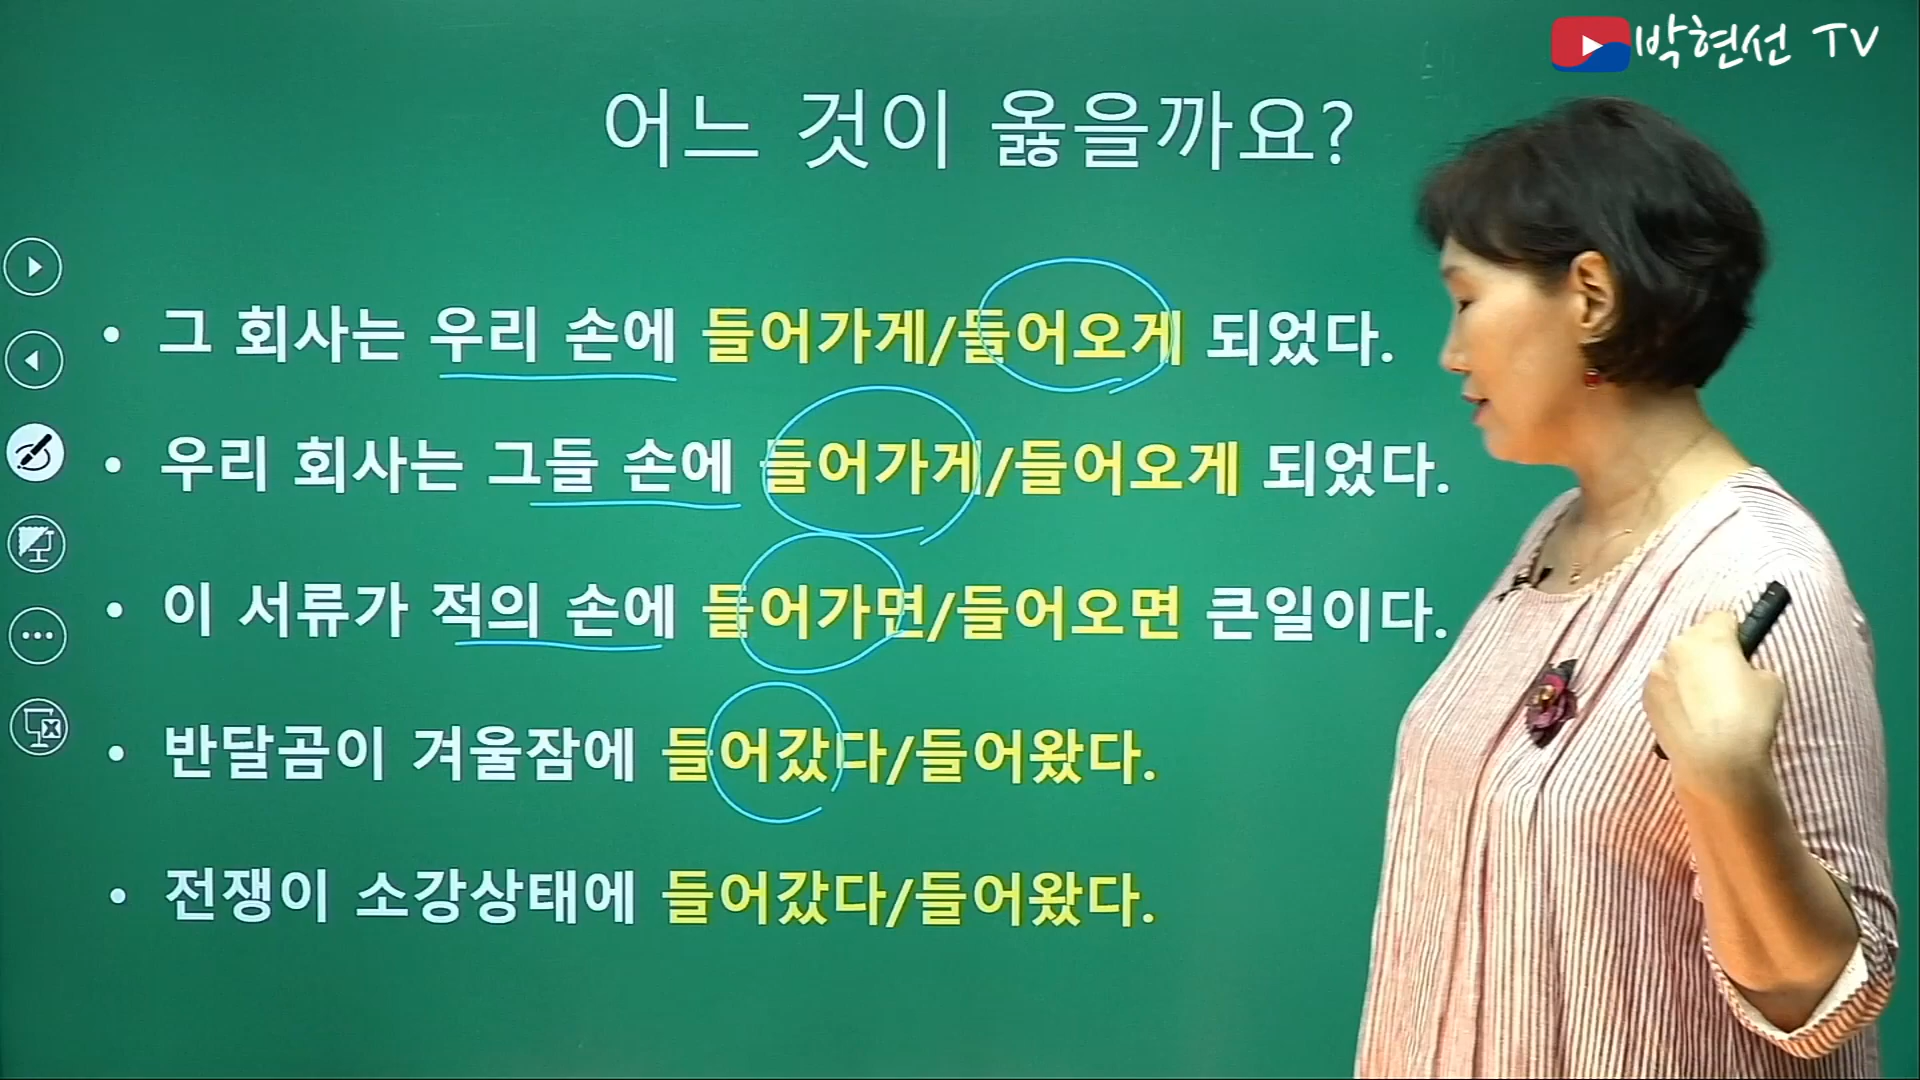 박현선 TV
어느 것이 옳을까요?
• 그 회사는 우리 손에 들어가게/들어오게 되었다.
• 우리 회사는 그들 손에 들어가게/들어오게 되었다.
• 이 서류가 적의 손에 들어가면/들어오면 큰일이다.
• 반달곰이 겨울잠에 들어갔다/들어왔다.
• 전쟁이 소강상태에 들어갔다/들어왔다.